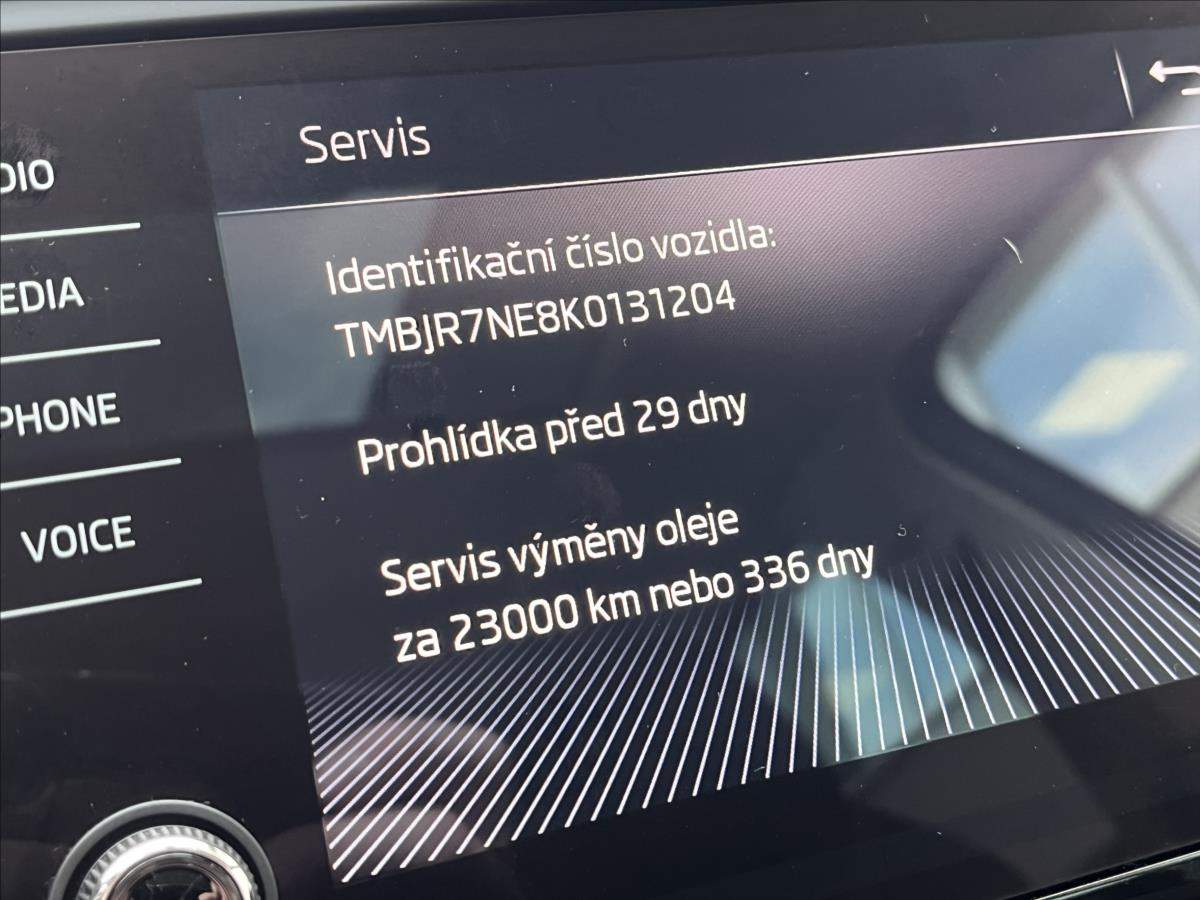 Servis
DIO
EDIA
PHONE
VOICE
Identifikační číslo vozidla:
TMBJR7NE8K0131204
Prohlídka před 29 dny
Servis výměny oleje
za 23000 km nebo 336 dny